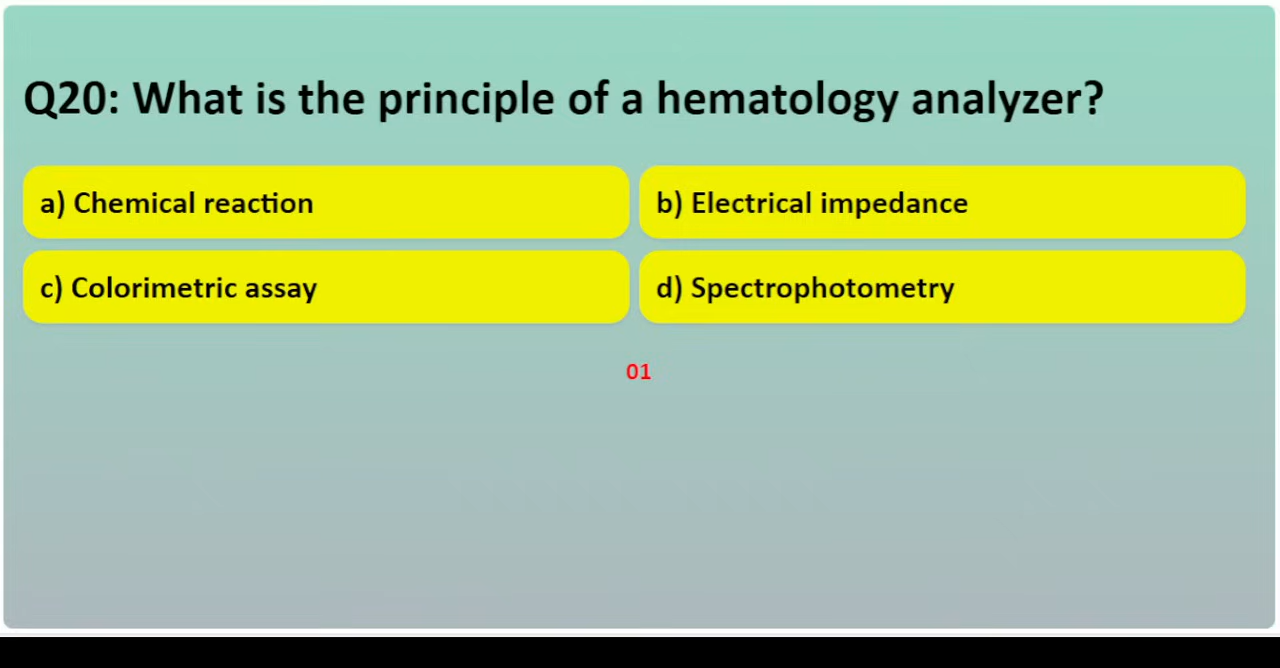 Q20: What is the principle of a hematology analyzer?
a) Chemical reaction
b) Electrical impedance
c) Colorimetric assay
d) Spectrophotometry
01